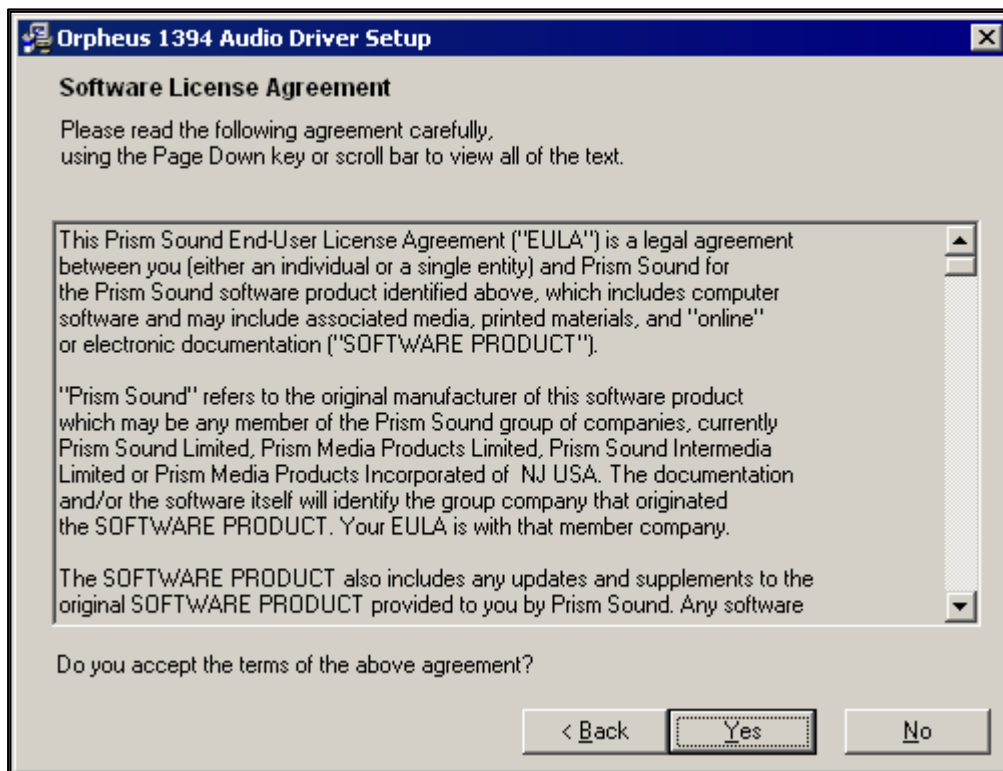 Orpheus 1394 Audio Driver Setup
Software License Agreement
Please read the following agreement carefully,
using the Page Down key or scroll bar to view all of the text.
This Prism Sound End-User License Agreement ("EULA") is a legal agreement
between you (either an individual or a single entity) and Prism Sound for
the Prism Sound software product identified above, which includes computer
software and may include associated media, printed materials, and "online"
or electronic documentation ("SOFTWARE PRODUCT").
"Prism Sound" refers to the original manufacturer of this software product
which may be any member of the Prism Sound group of companies, currently
Prism Sound Limited, Prism Media Products Limited, Prism Sound Intermedia
Limited or Prism Media Products Incorporated of  NJ USA. The documentation
and/or the software itself will identify the group company that originated
the SOFTWARE PRODUCT. Your EULA is with that member company.
The SOFTWARE PRODUCT also includes any updates and supplements to the
original SOFTWARE PRODUCT provided to you by Prism Sound. Any software
Do you accept the terms of the above agreement?
< Back
Yes
No